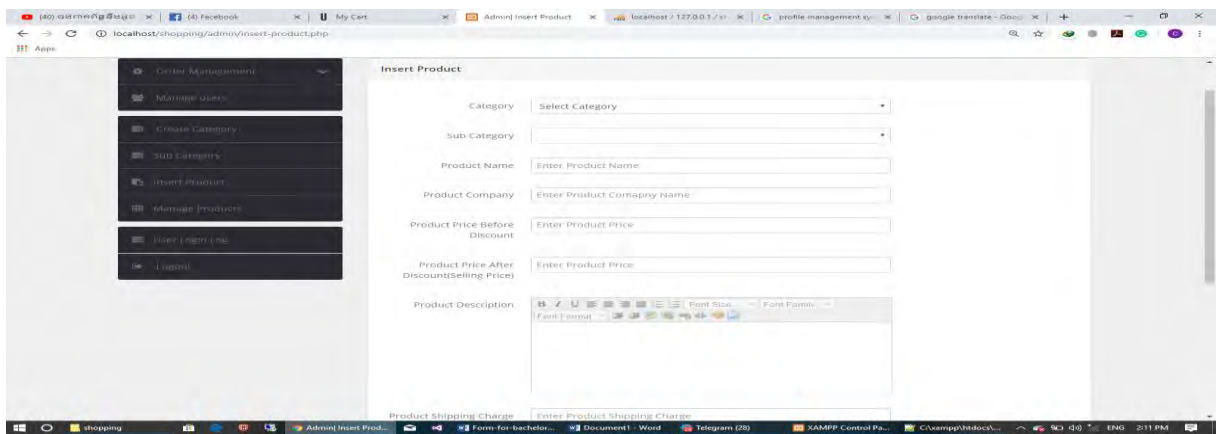 (4) Facebook
My Cart
Admin| Insert Product
localhost / 127.0.0.1 / s
profile management sy
google translate - Goog
localhost/shopping/admin/insert-product.php
Apps
Order Management
Manage users
Create Category
Sub Category
Insert Product
Manage Products
User Login Log
Logout
Insert Product
Category
Select Category
Sub Category
Product Name
Enter Product Name
Product Company
Enter Product Comapny Name
Product Price Before
Discount
Enter Product Price
Product Price After
Discount(Selling Price)
Enter Product Price
Product Description
B I U Font Size... Font Family...
Font Format
Product Shipping Charge
Enter Product Shipping Charge
shopping
Admin| Insert Prod...
Form-for-bachelor...
Document1 - Word
Telegram (28)
XAMPP Control Pa...
C:\xampp\htdocs\...
ENG
2:11 PM